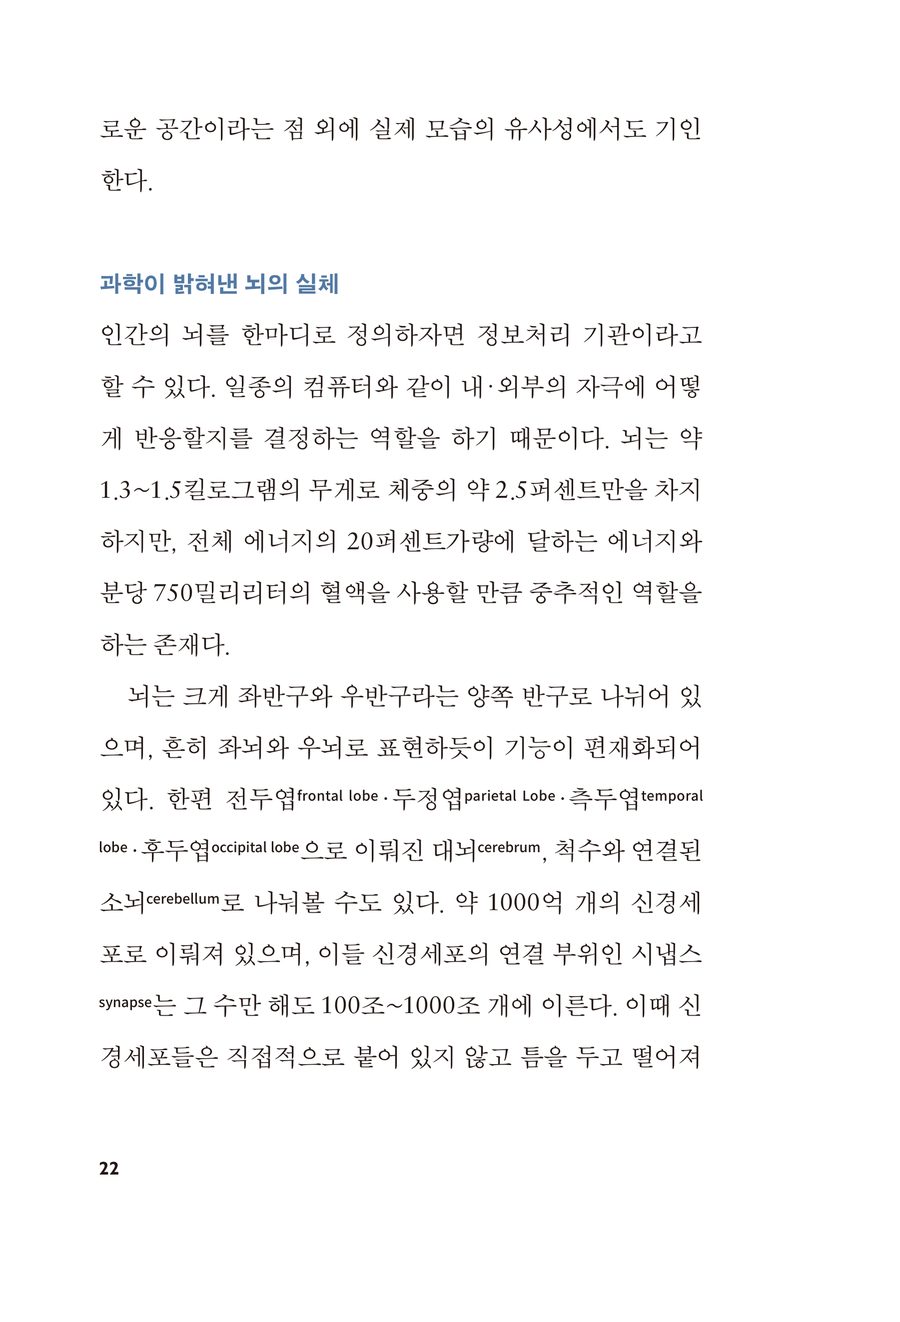 로운 공간이라는 점 외에 실제 모습의 유사성에서도 기인
한다.
과학이 밝혀낸 뇌의 실체
인간의 뇌를 한마디로 정의하자면 정보처리 기관이라고
할 수 있다. 일종의 컴퓨터와 같이 내·외부의 자극에 어떻
게 반응할지를 결정하는 역할을 하기 때문이다. 뇌는 약
1.3~1.5킬로그램의 무게로 체중의 약 2.5퍼센트만을 차지
하지만, 전체 에너지의 20퍼센트가량에 달하는 에너지와
분당 750밀리리터의 혈액을 사용할 만큼 중추적인 역할을
하는 존재다.
뇌는 크게 좌반구와 우반구라는 양쪽 반구로 나뉘어 있
으며, 흔히 좌뇌와 우뇌로 표현하듯이 기능이 편재화되어
있다. 한편 전두엽frontal lobe·두정엽parietal Lobe·측두엽temporal
lobe·후두엽occipital lobe으로 이뤄진 대뇌cerebrum, 척수와 연결된
소뇌cerebellum로 나눠볼 수도 있다. 약 1000억 개의 신경세
포로 이뤄져 있으며, 이들 신경세포의 연결 부위인 시냅스
synapse는 그 수만 해도 100조~1000조 개에 이른다. 이때 신
경세포들은 직접적으로 붙어 있지 않고 틈을 두고 떨어져
22